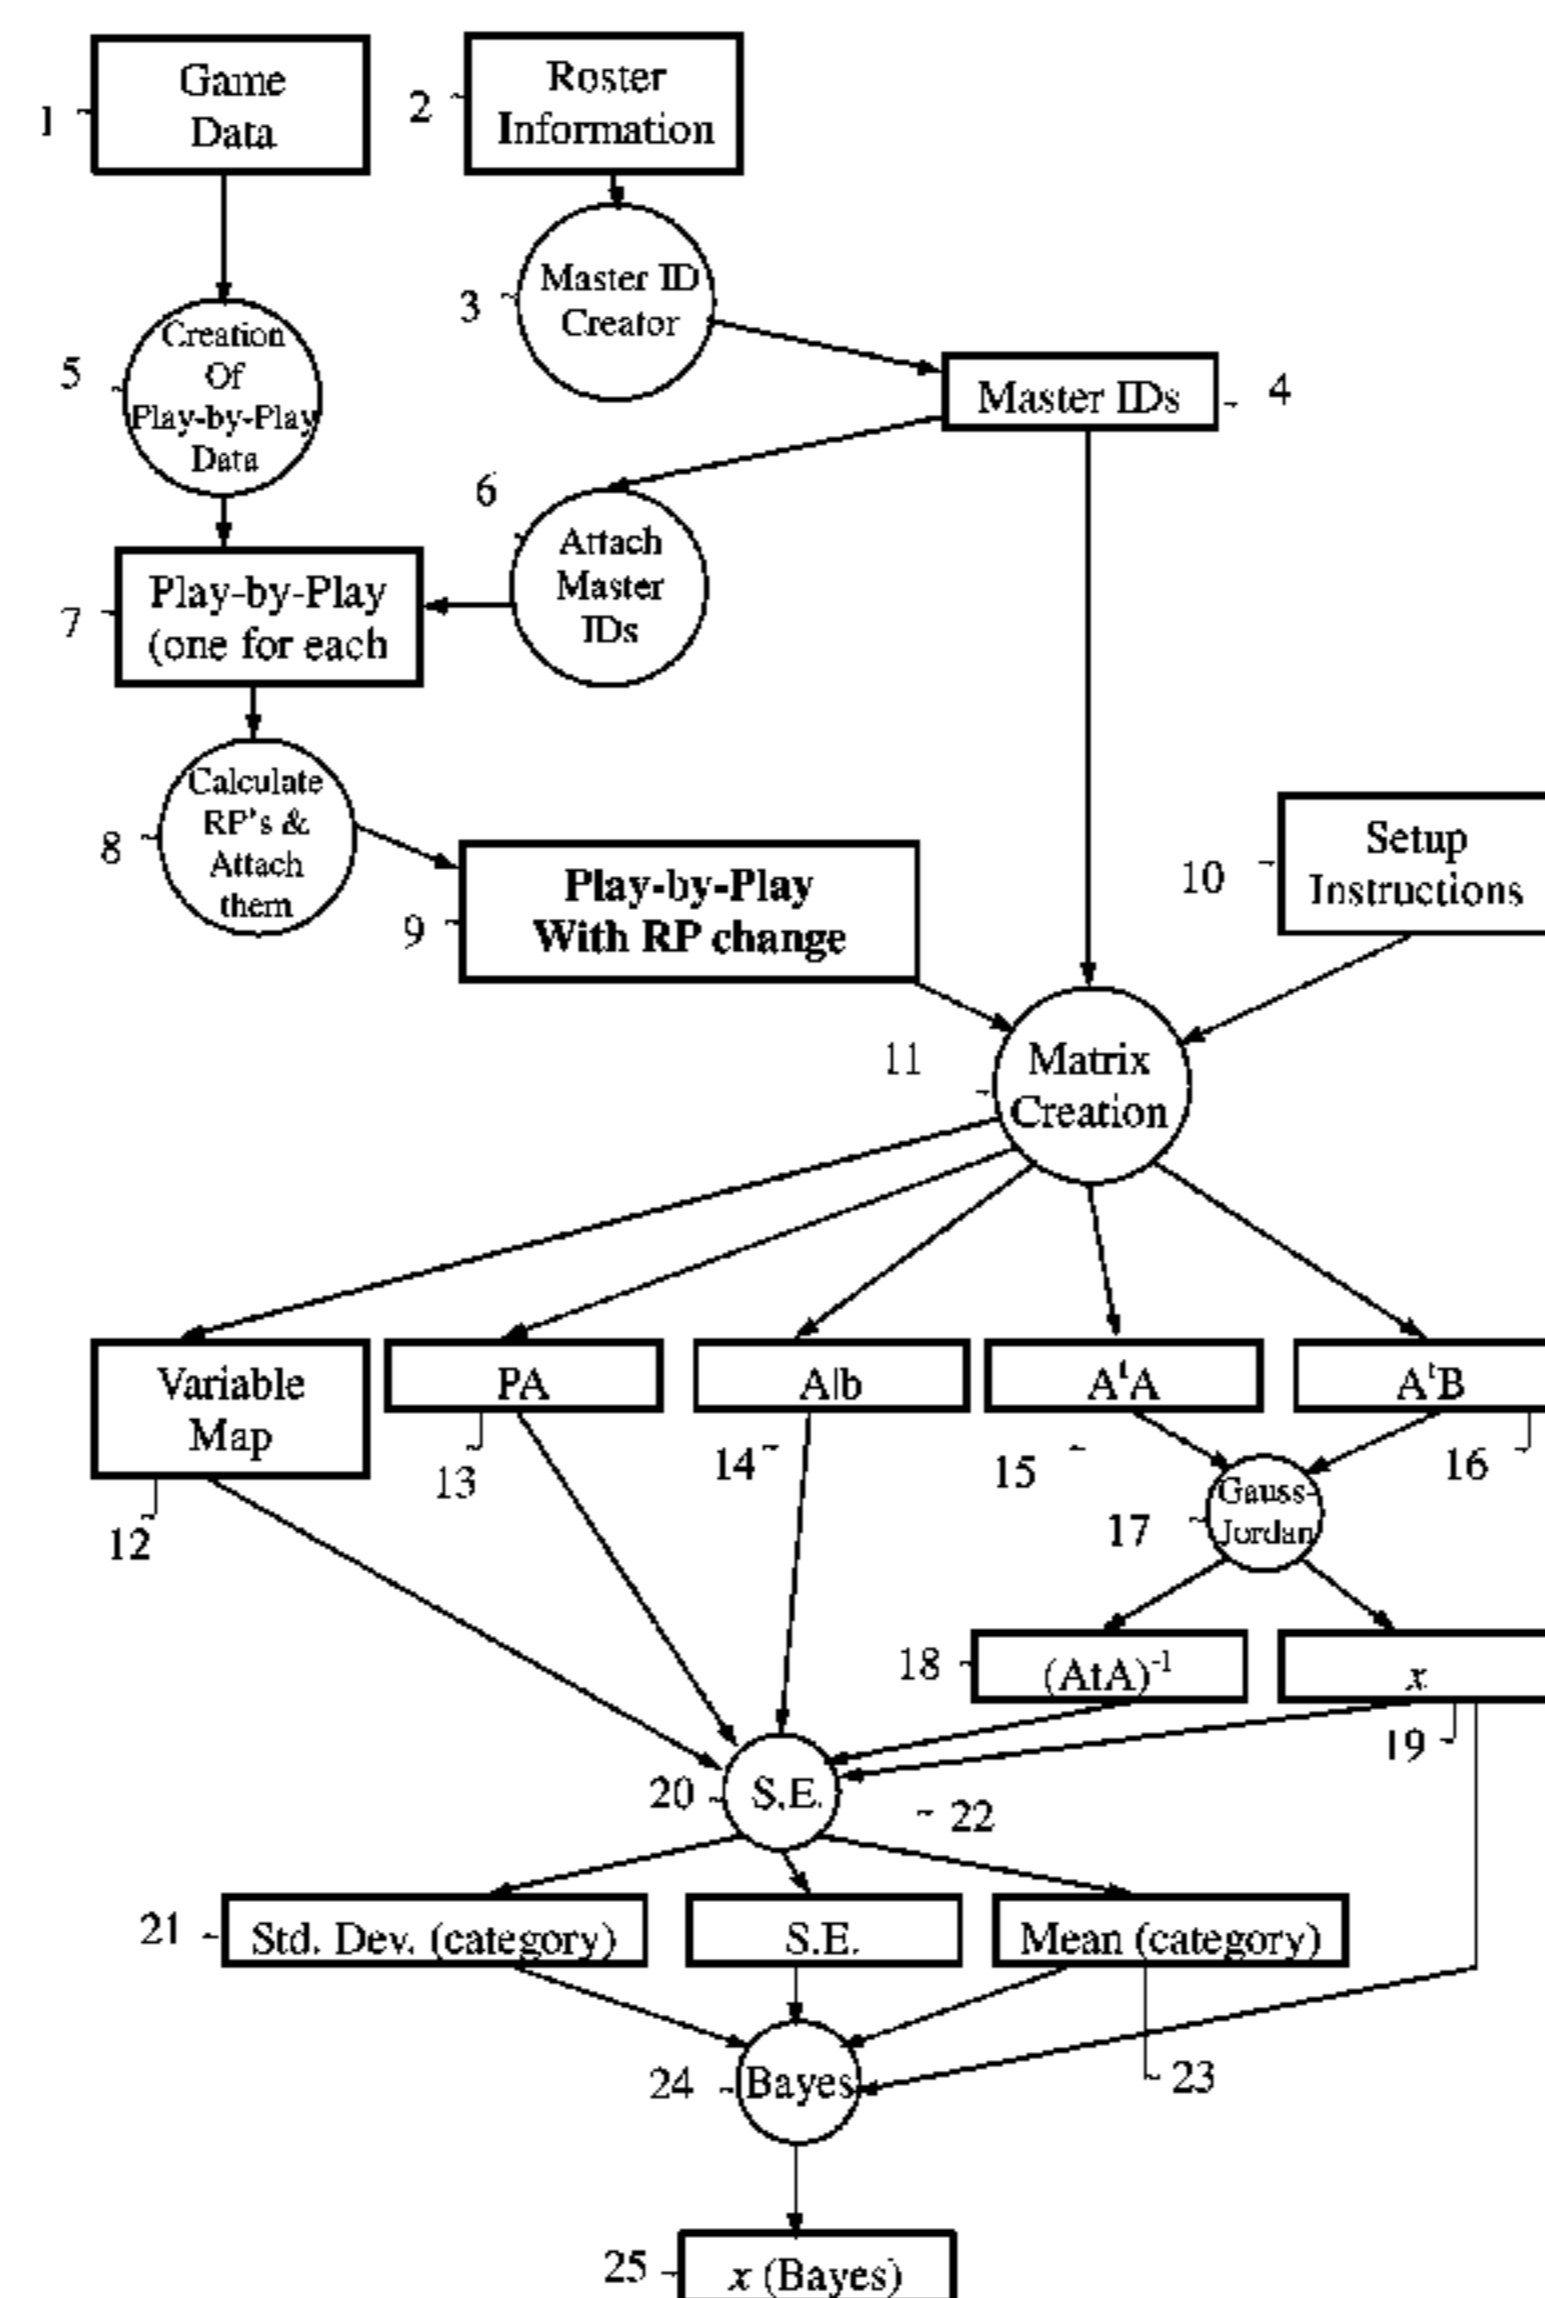 Game
Data
1
Roster
Information
2
Master ID
Creator
3
Master IDs
4
Creation
Of
Play-by-Play
Data
5
6
Attach
Master
IDs
Play-by-Play
(one for each
7
Calculate
RP's &
Attach
them
8
Play-by-Play
With RP change
9
Setup
Instructions
10
11
Matrix
Creation
Variable
Map
PA
A|b
AᵗA
AᵗB
12
13
14
15
16
Gauss-
Jordan
17
18
(AtA)⁻¹
x
19
20
S.E.
22
21
Std. Dev. (category)
S.E.
Mean (category)
24
Bayes
23
25
x (Bayes)